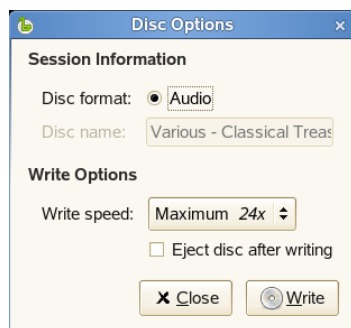 Disc Options
Session Information
Disc format: Audio
Disc name: Various - Classical Treas
Write Options
Write speed: Maximum 24x
Eject disc after writing
Close Write